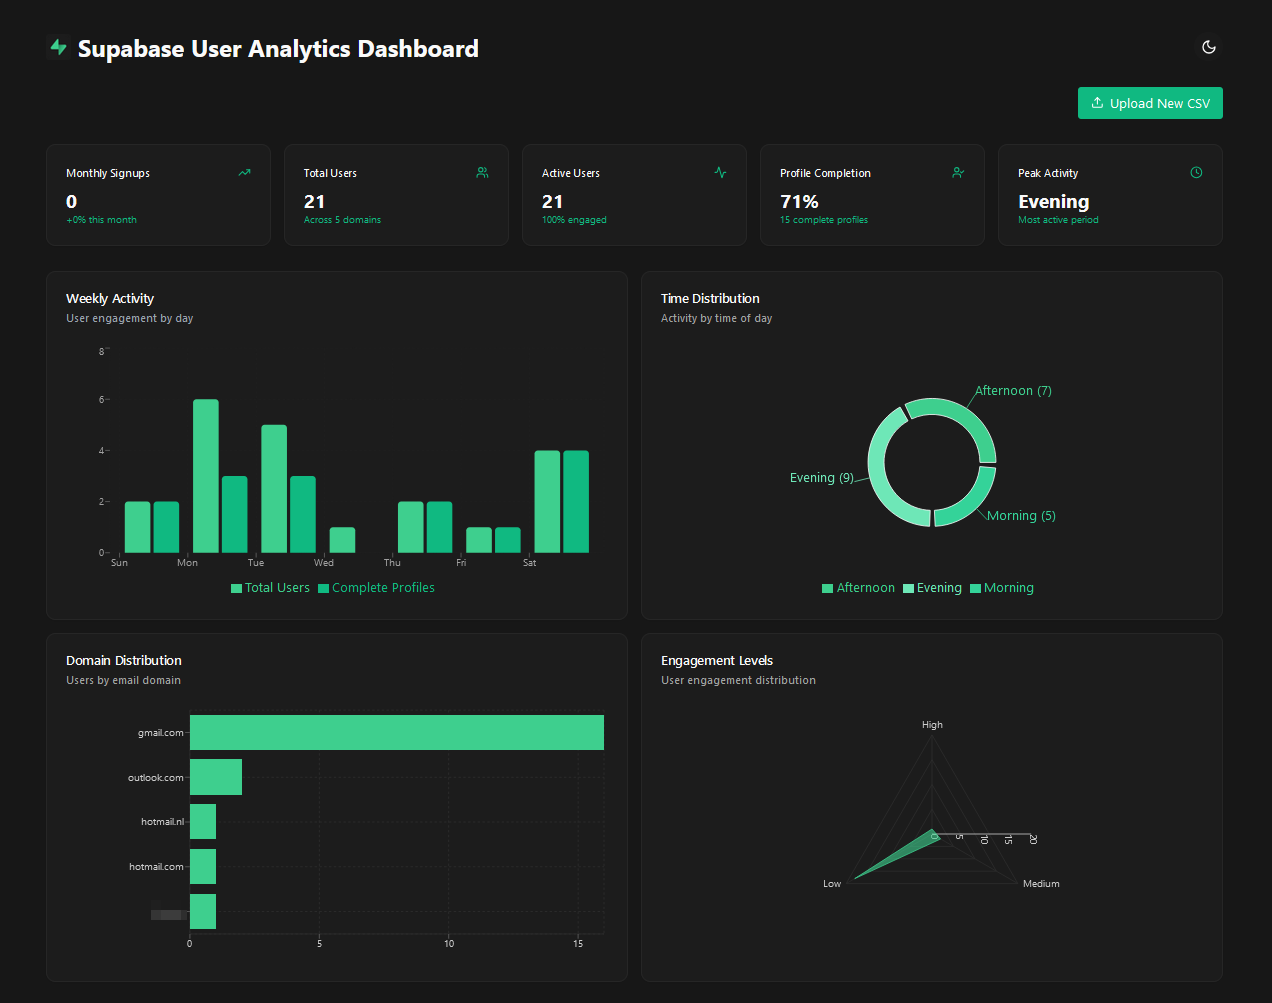 Supabase User Analytics Dashboard
Upload New CSV
Monthly Signups
0
+0% this month
Total Users
21
Across 5 domains
Active Users
21
100% engaged
Profile Completion
71%
15 complete profiles
Peak Activity
Evening
Most active period
Weekly Activity
User engagement by day
8
6
4
2
0
Sun Mon Tue Wed Thu Fri Sat
Total Users Complete Profiles
Time Distribution
Activity by time of day
Afternoon (7)
Evening (9)
Morning (5)
Afternoon Evening Morning
Domain Distribution
Users by email domain
gmail.com
outlook.com
hotmail.nl
hotmail.com
0 5 10 15
Engagement Levels
User engagement distribution
High
0 5 10 15 20
Low Medium